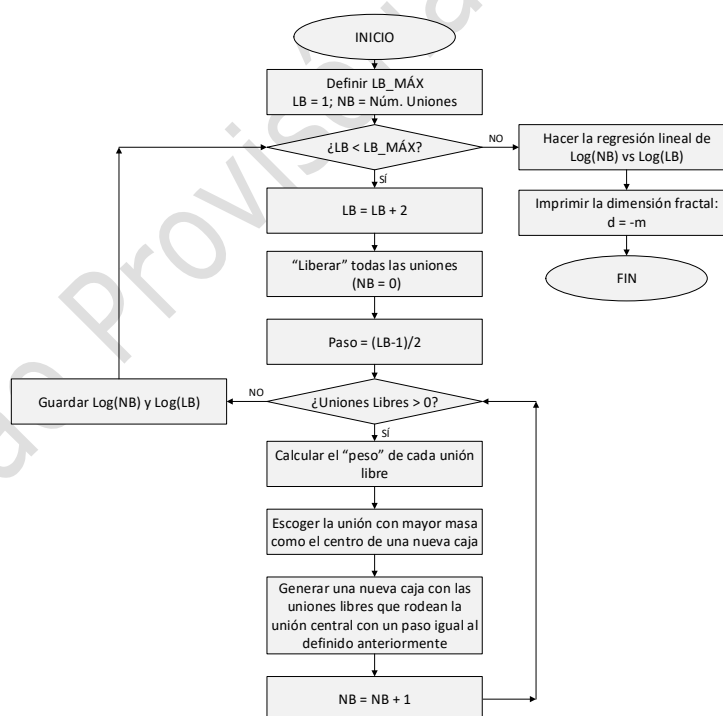 INICIO
Definir LB_MÁX
LB = 1; NB = Núm. Uniones
¿LB < LB_MÁX?
NO
Hacer la regresión lineal de
Log(NB) vs Log(LB)
Imprimir la dimensión fractal:
d = -m
FIN
SÍ
LB = LB + 2
“Liberar” todas las uniones
(NB = 0)
Paso = (LB-1)/2
¿Uniones Libres > 0?
NO
Guardar Log(NB) y Log(LB)
SÍ
Calcular el “peso” de cada unión
libre
Escoger la unión con mayor masa
como el centro de una nueva caja
Generar una nueva caja con las
uniones libres que rodean la
unión central con un paso igual al
definido anteriormente
NB = NB + 1